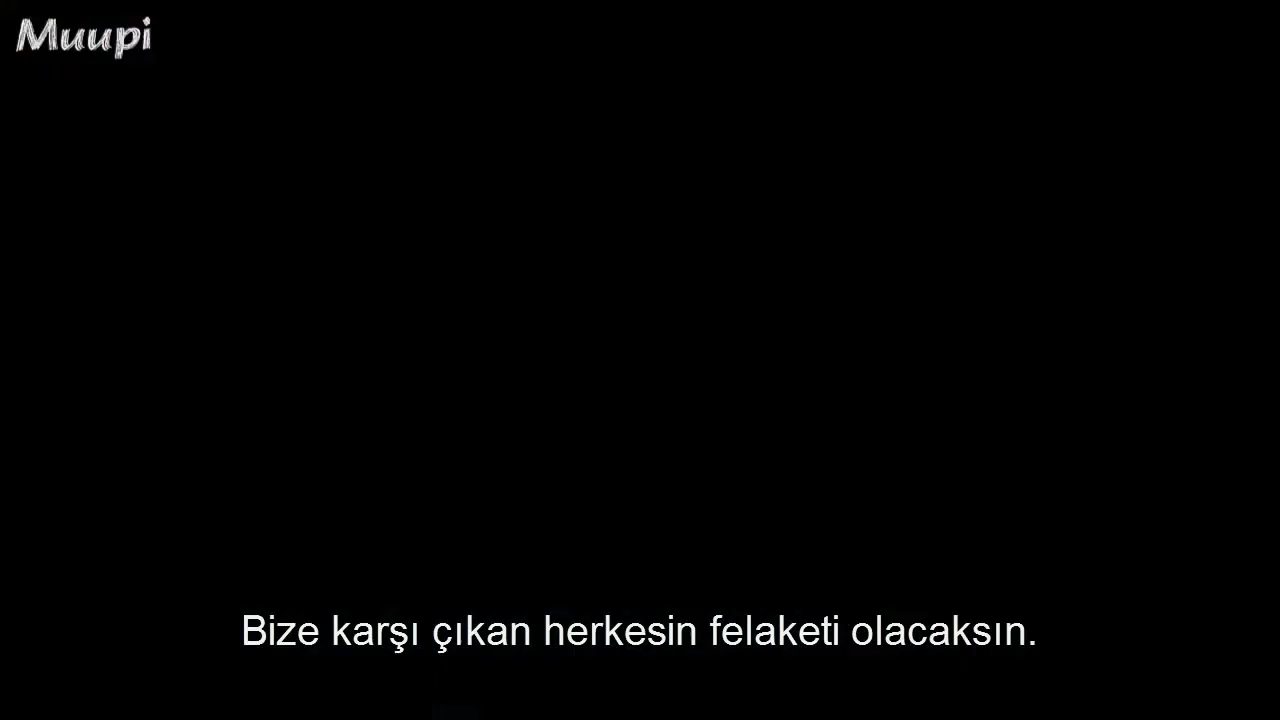 Muupi
Bize karşı çıkan herkesin felaketi olacaksın.